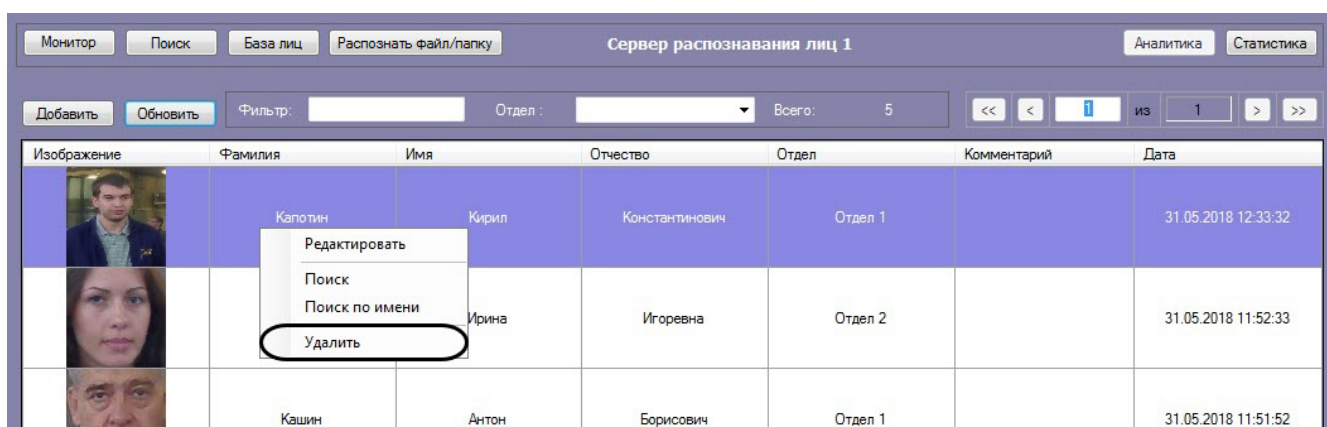 Монитор Поиск База лиц Распознать файл/папку Сервер распознавания лиц 1 Аналитика Статистика
Добавить Обновить Фильтр: Отдел : Всего: 5 << < 1 из 1 > >>
Изображение Фамилия Имя Отчество Отдел Комментарий Дата
Капотин Кирил Константинович Отдел 1 31.05.2018 12:33:32
Редактировать
Поиск
Поиск по имени
Ирина Игоревна Отдел 2 31.05.2018 11:52:33
Удалить
Кашин Антон Борисович Отдел 1 31.05.2018 11:51:52